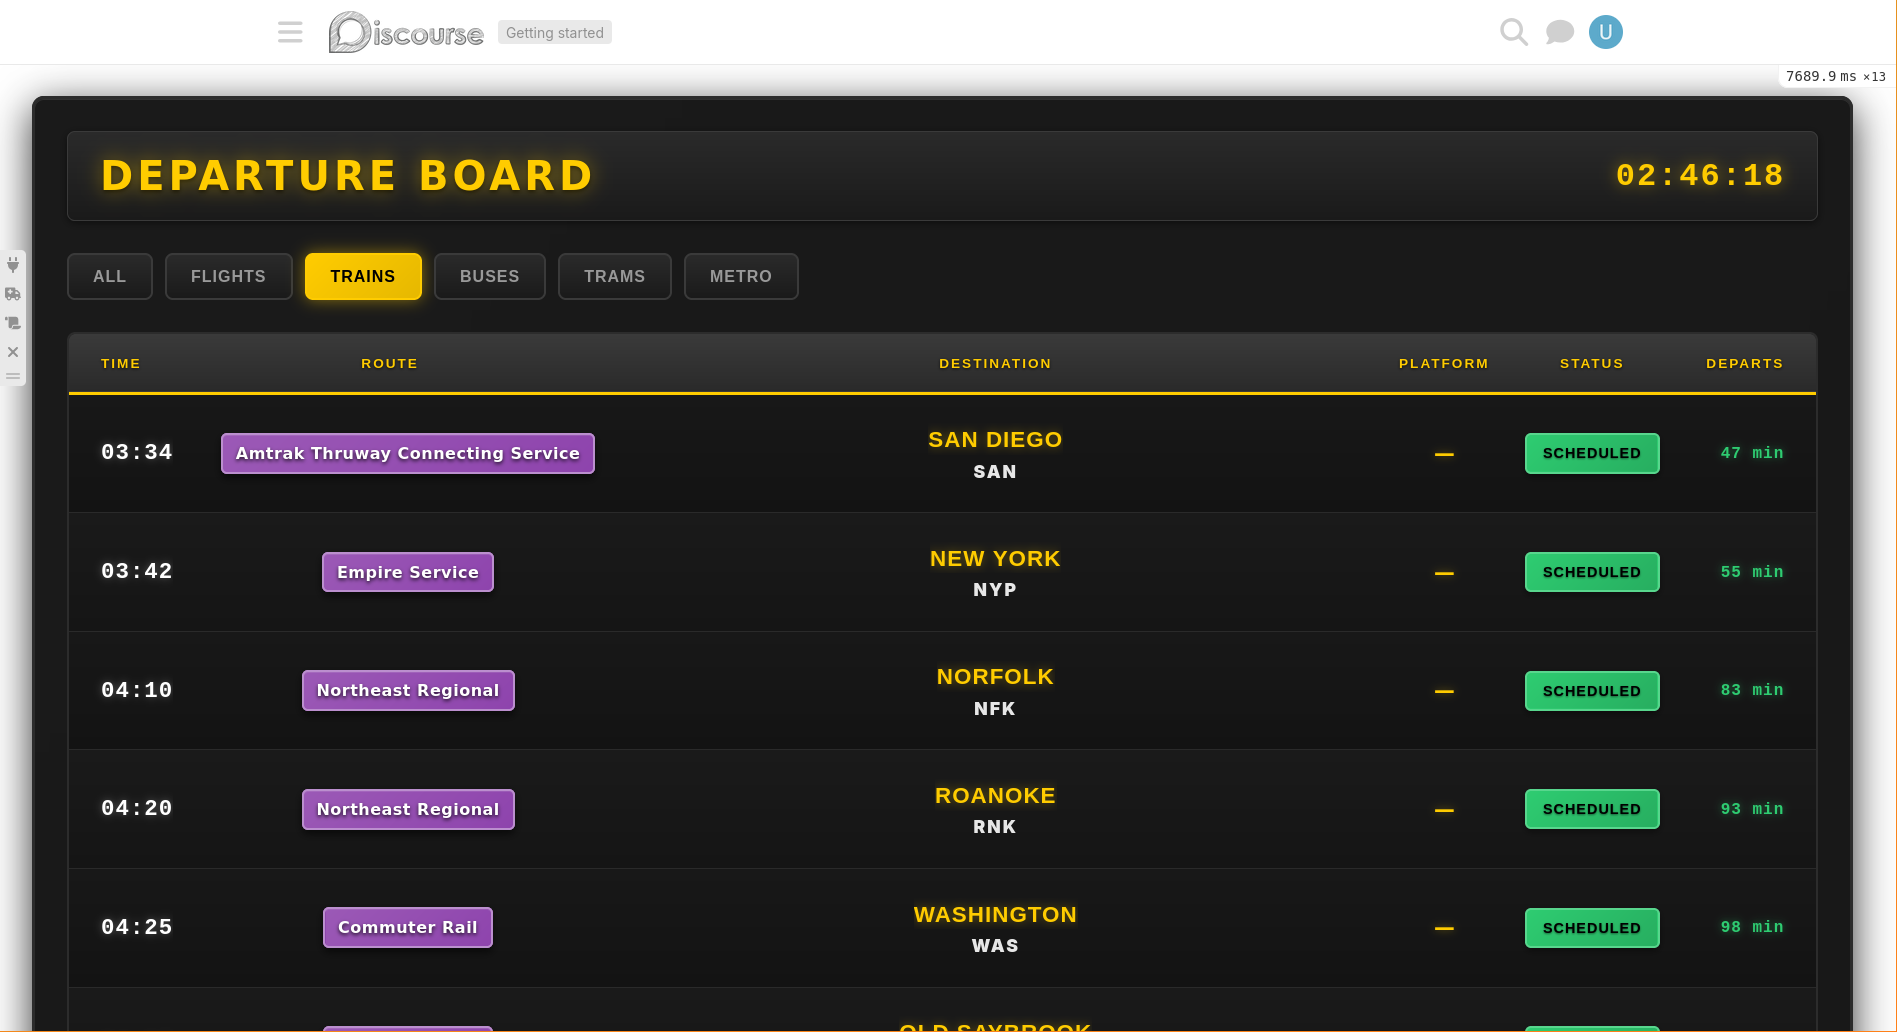 Discourse
Getting started
U
7689.9 ms ×13
DEPARTURE BOARD
02:46:18
ALL
FLIGHTS
TRAINS
BUSES
TRAMS
METRO
TIME ROUTE DESTINATION PLATFORM STATUS DEPARTS
03:34 Amtrak Thruway Connecting Service SAN DIEGO — SCHEDULED 47 min
SAN
03:42 Empire Service NEW YORK — SCHEDULED 55 min
NYP
04:10 Northeast Regional NORFOLK — SCHEDULED 83 min
NFK
04:20 Northeast Regional ROANOKE — SCHEDULED 93 min
RNK
04:25 Commuter Rail WASHINGTON — SCHEDULED 98 min
WAS
OLD SAYBROOK